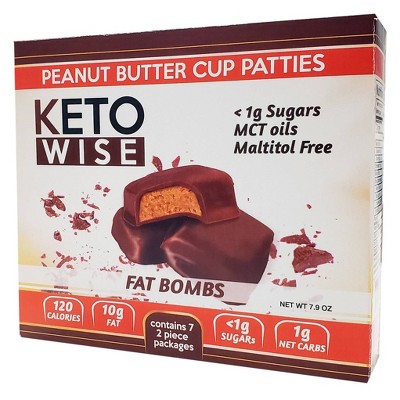 PEANUT BUTTER CUP PATTIES
KETO
WISE
< 1g Sugars
MCT oils
Maltitol Free
FAT BOMBS
NET WT 7.9 OZ
120
CALORIES
10g
FAT
contains 7
2 piece
packages
<1g
SUGARs
1g
NET CARBS